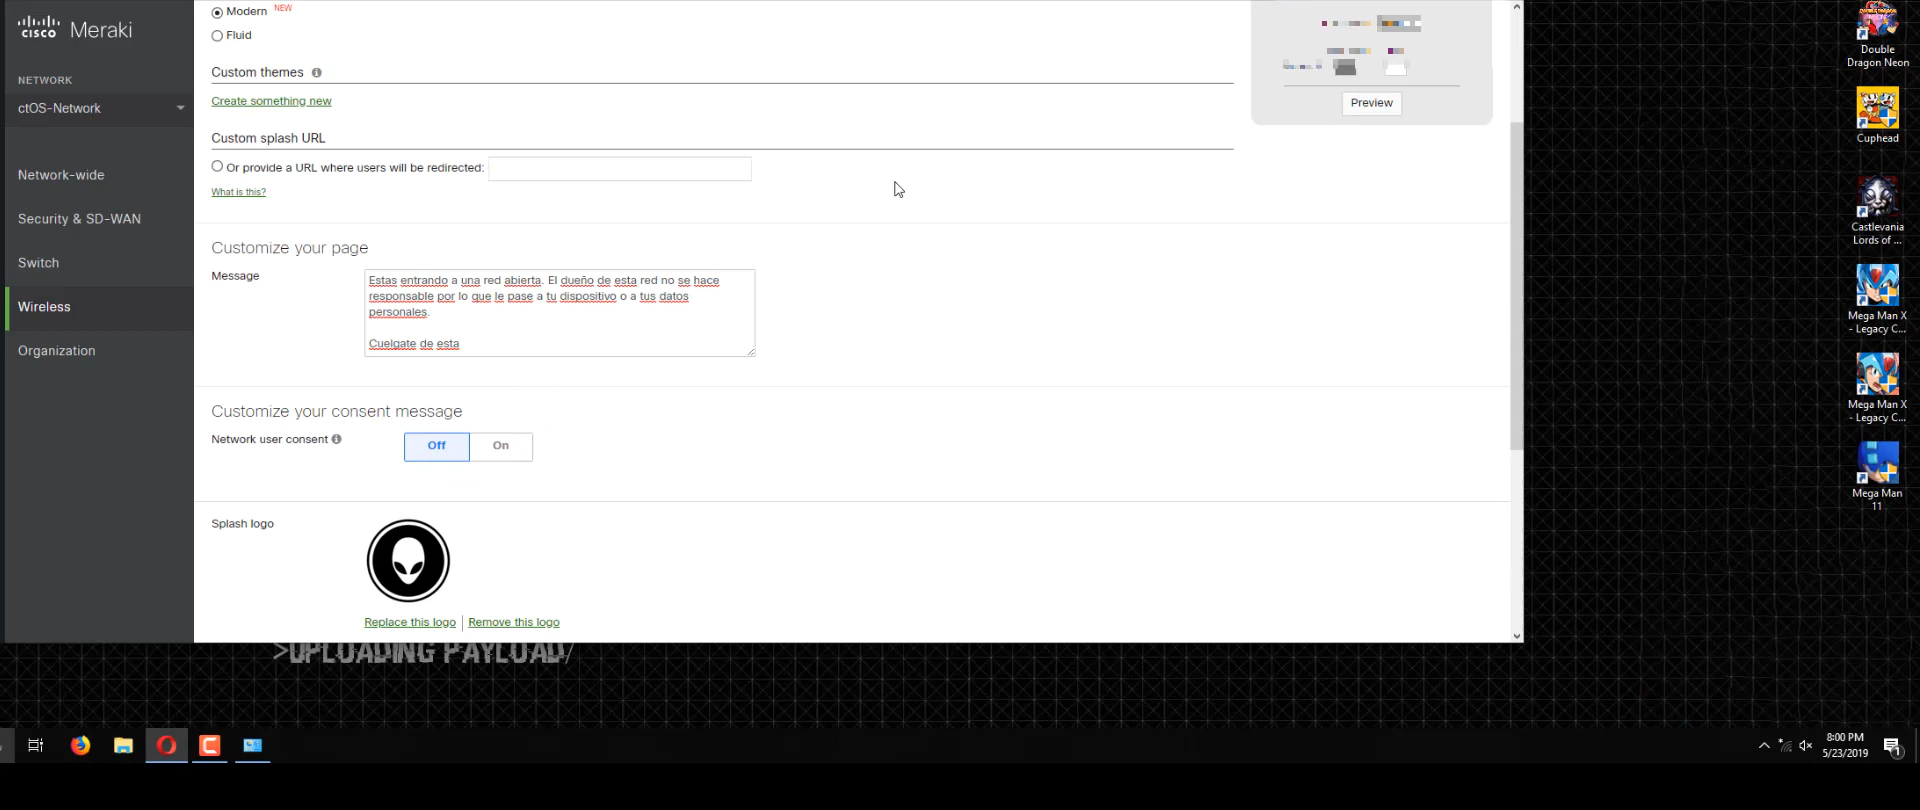 CISCO Meraki
NETWORK
ctOS-Network
Network-wide
Security & SD-WAN
Switch
Wireless
Organization
Modern NEW
Fluid
Custom themes
Create something new
Custom splash URL
Or provide a URL where users will be redirected:
What is this?
Preview
Customize your page
Message
Estas entrando a una red abierta. El dueño de esta red no se hace
responsable por lo que le pase a tu dispositivo o a tus datos
personales.
Cuelgate de esta
Customize your consent message
Network user consent
Off
On
Splash logo
Replace this logo
Remove this logo
>UPLOADING PAYLOAD/
Double
Dragon Neon
Cuphead
Castlevania
Lords of ...
Mega Man X
- Legacy C...
Mega Man X
- Legacy C...
Mega Man
11
8:00 PM
5/23/2019
1